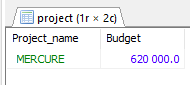 project (1r × 2c)
Project_name Budget
MERCURE 620 000.0